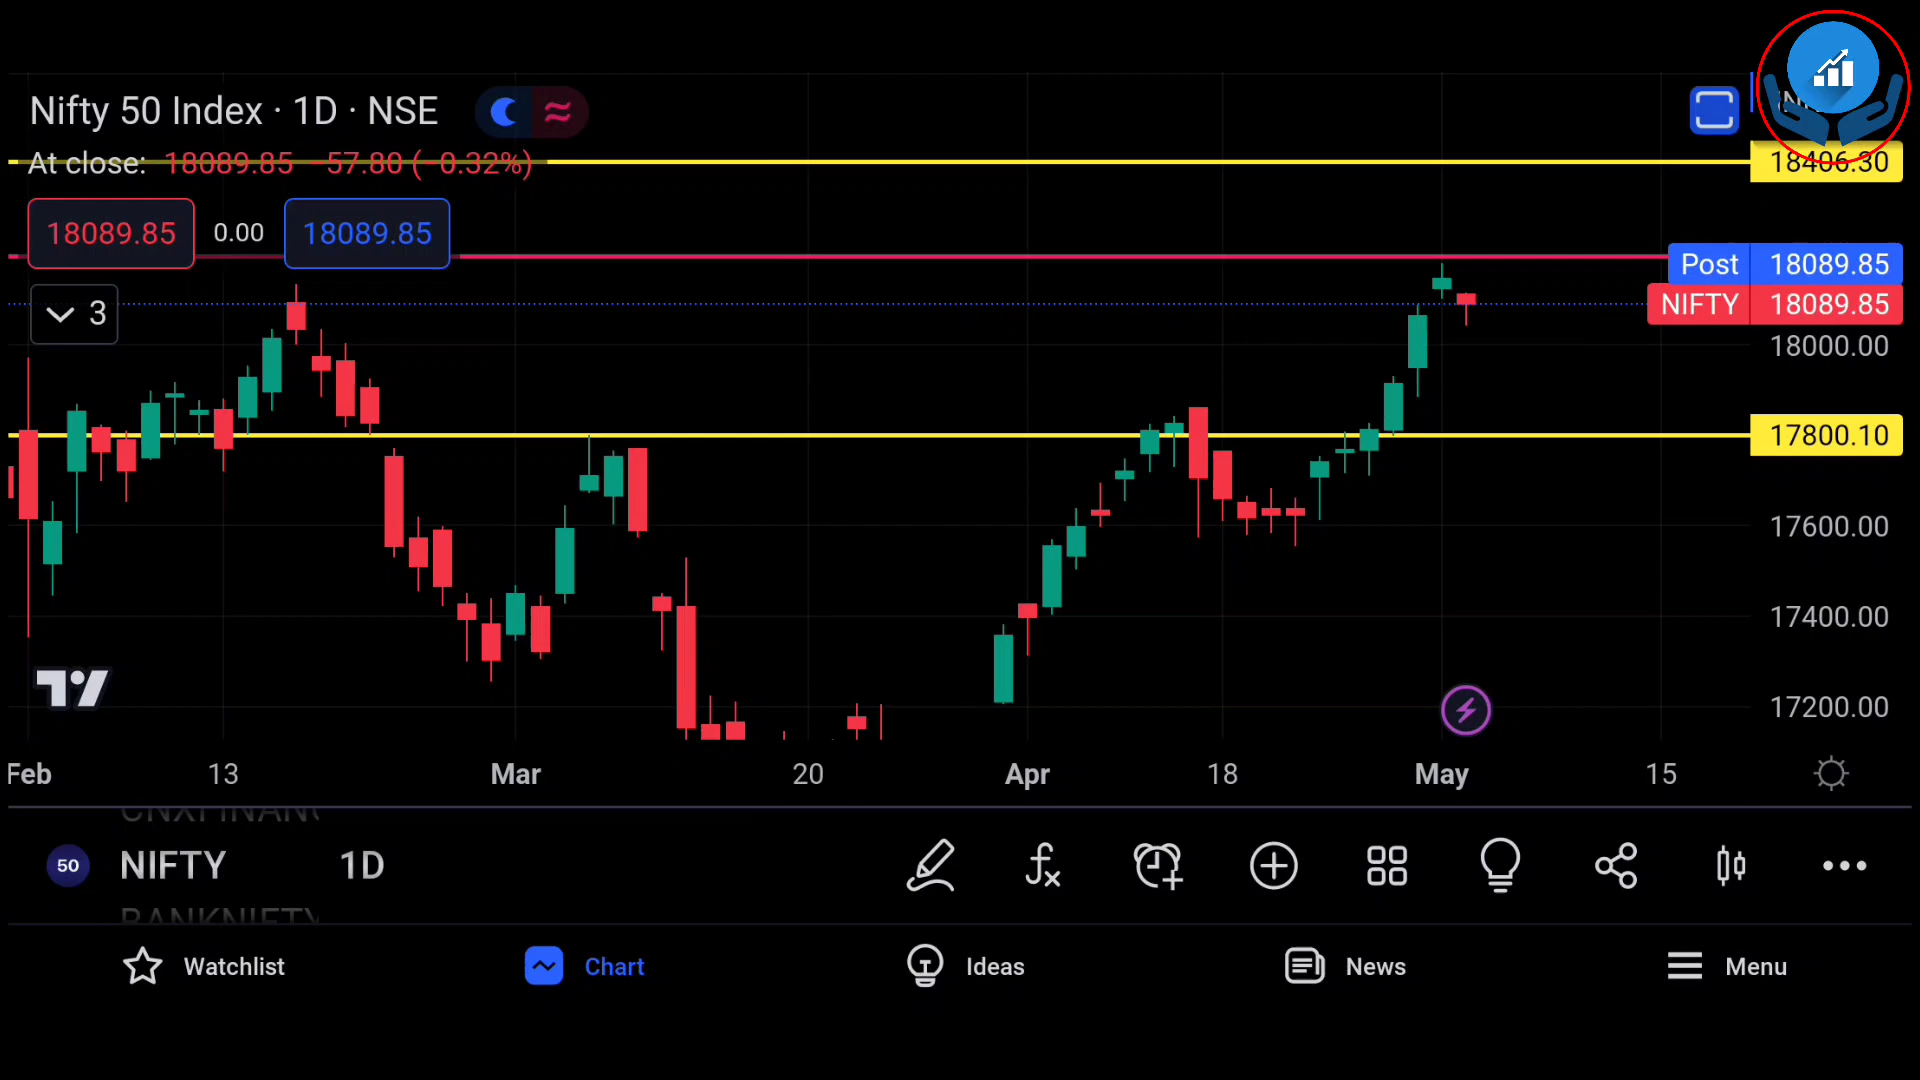 Nifty 50 Index · 1D · NSE
At close: 18089.85 −57.80 (−0.32%)
18406.30
18089.85 0.00 18089.85
Post 18089.85
NIFTY 18089.85
3
18000.00
17800.10
17600.00
17400.00
17200.00
Feb 13 Mar 20 Apr 18 May 15
CNXFINAN
50 NIFTY 1D
BANKNIFTY
Watchlist Chart Ideas News Menu